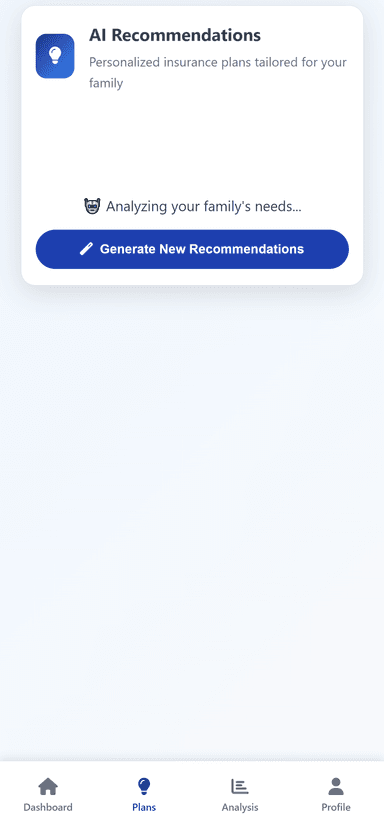 AI Recommendations
Personalized insurance plans tailored for your
family
Analyzing your family's needs...
Generate New Recommendations
Dashboard
Plans
Analysis
Profile